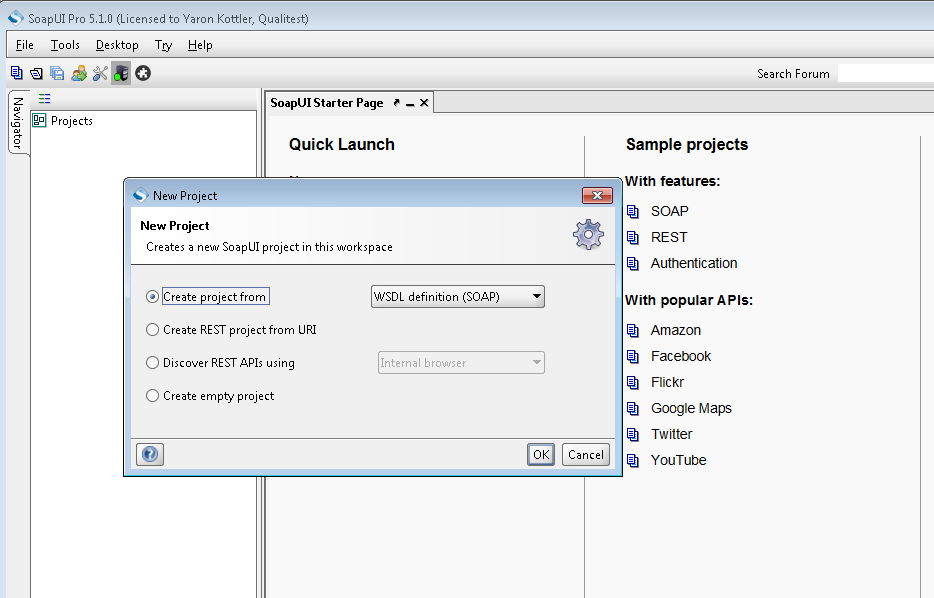 SoapUI Pro 5.1.0 (Licensed to Yaron Kottler, Qualitest)
File Tools Desktop Try Help
Search Forum
Navigator
Projects
SoapUI Starter Page
Quick Launch
Sample projects
With features:
SOAP
REST
Authentication
With popular APIs:
Amazon
Facebook
Flickr
Google Maps
Twitter
YouTube
New Project
New Project
Creates a new SoapUI project in this workspace
Create project from WSDL definition (SOAP)
Create REST project from URI
Discover REST APIs using Internal browser
Create empty project
OK Cancel